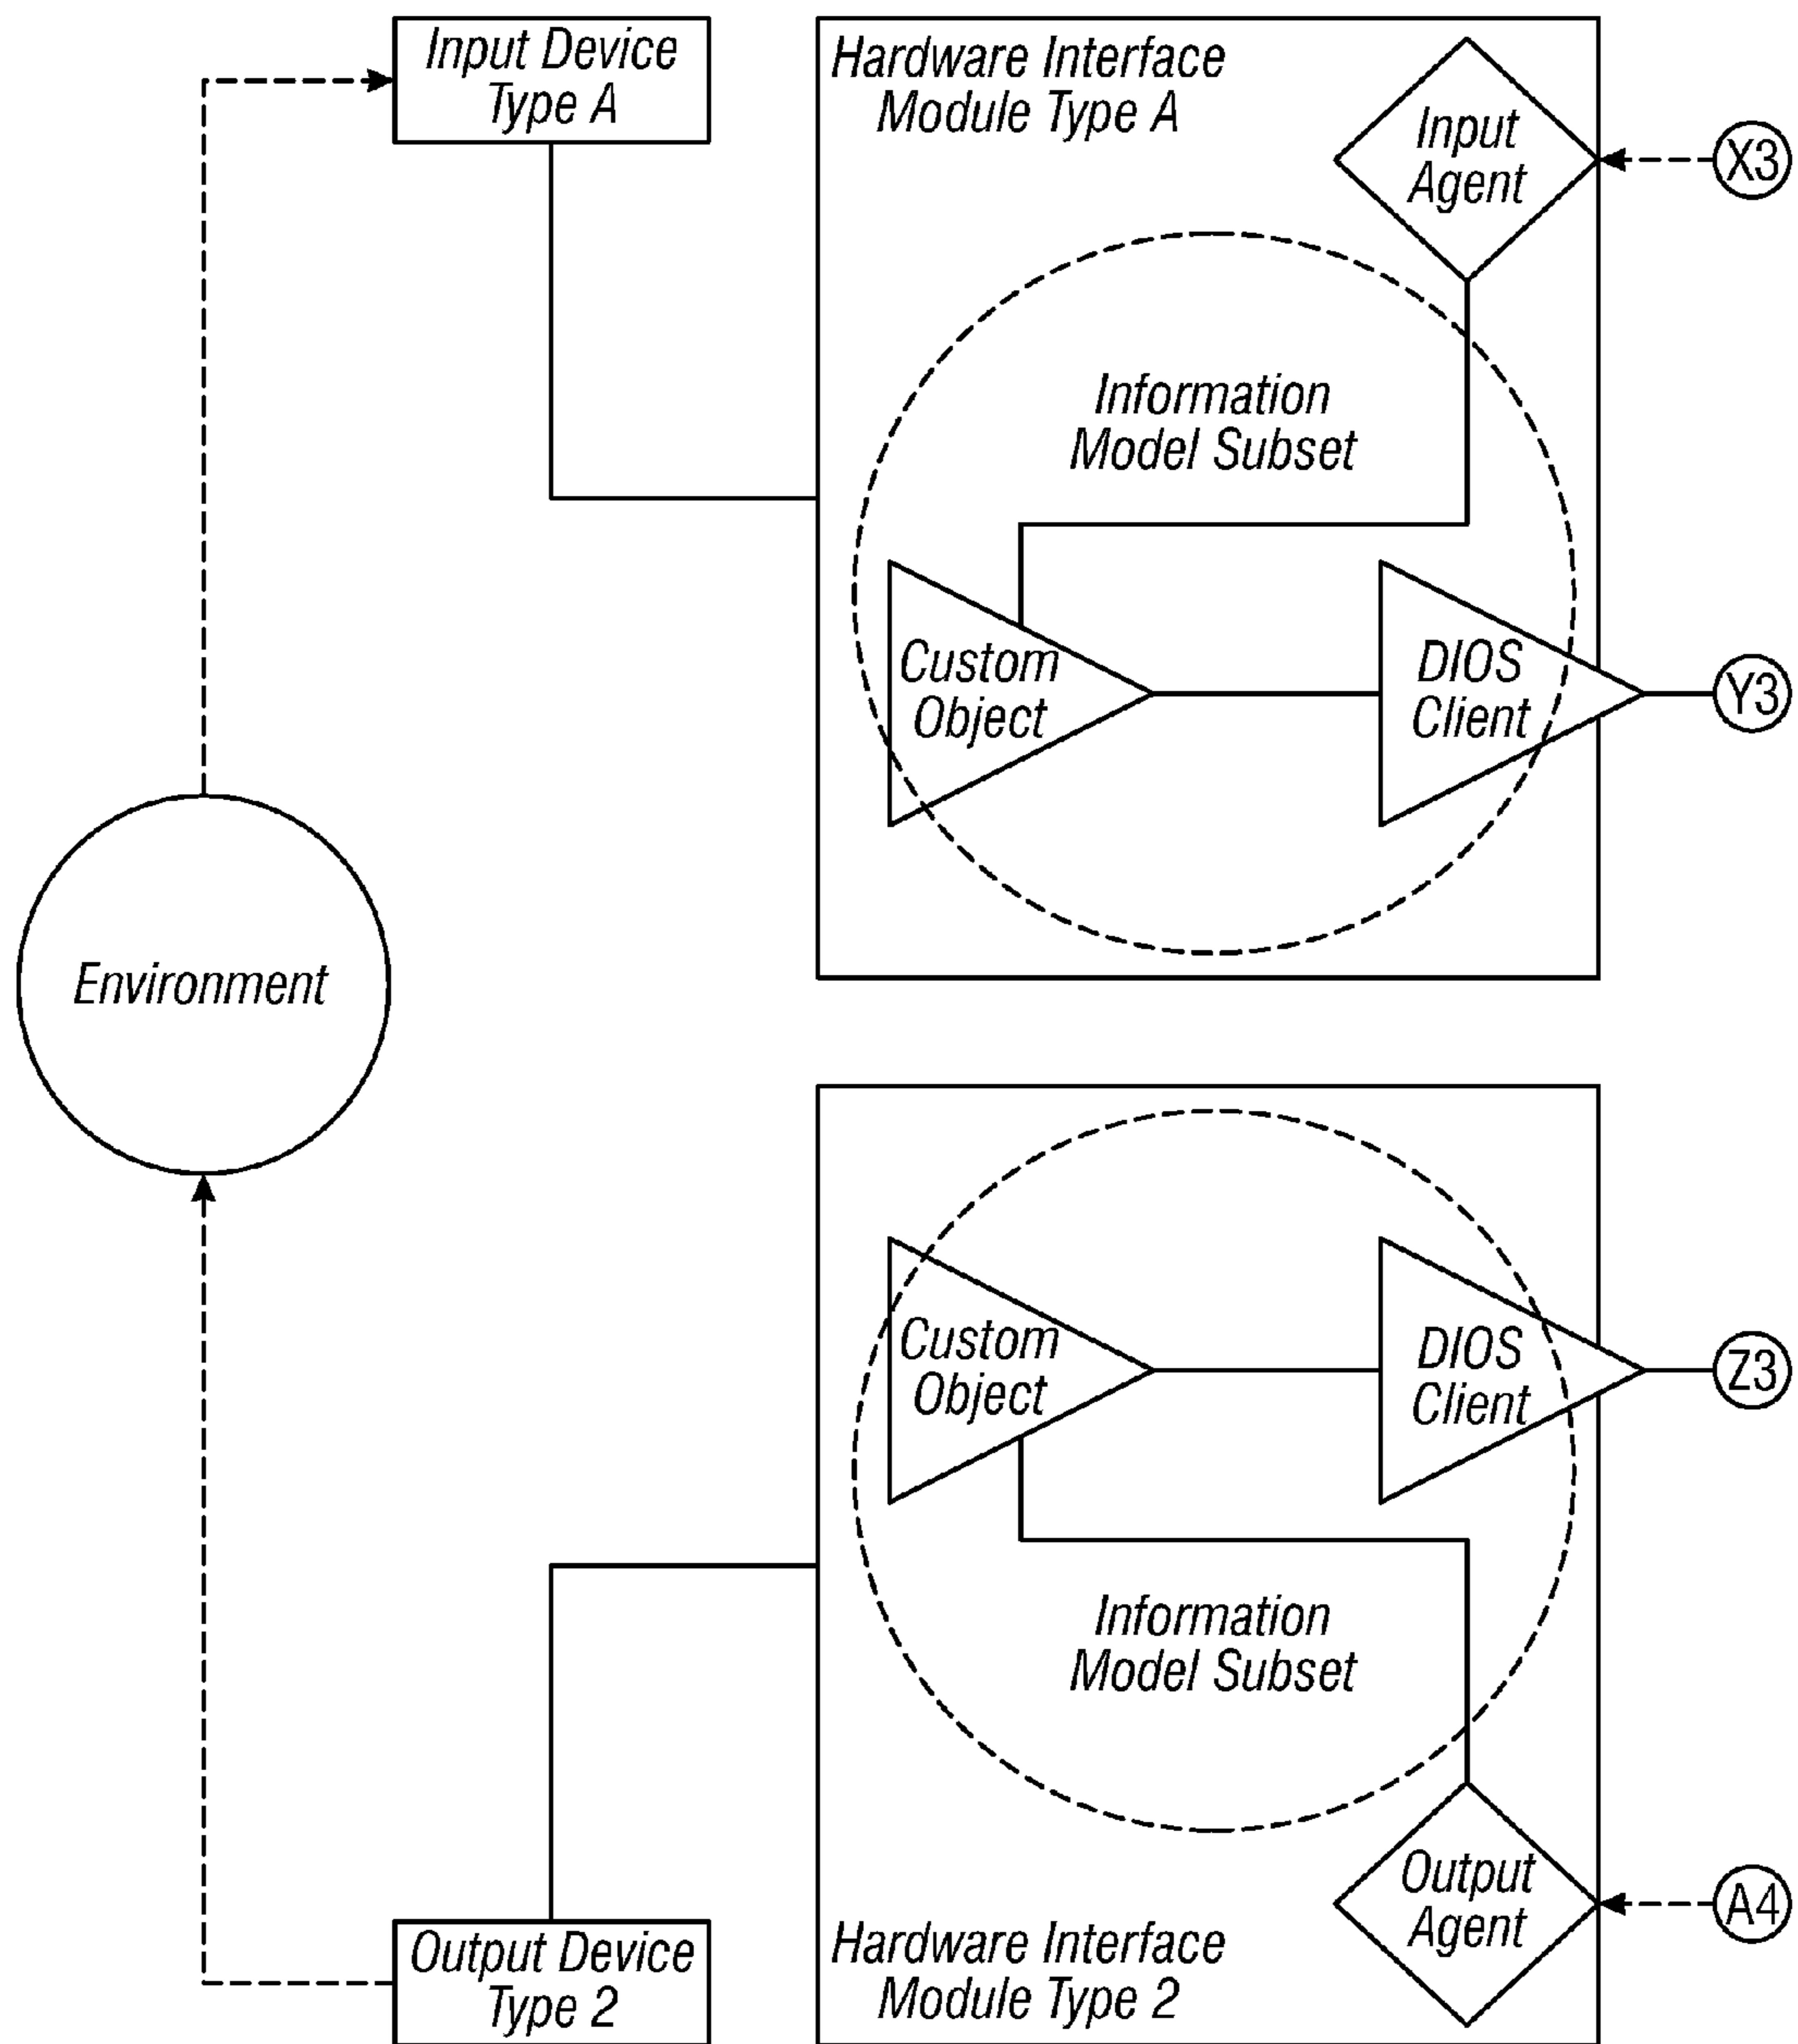 Input Device
Type A
Hardware Interface
Module Type A
Input
Agent
X3
Information
Model Subset
Custom
Object
DIOS
Client
Y3
Environment
Custom
Object
DIOS
Client
Z3
Information
Model Subset
Output
Agent
A4
Output Device
Type 2
Hardware Interface
Module Type 2